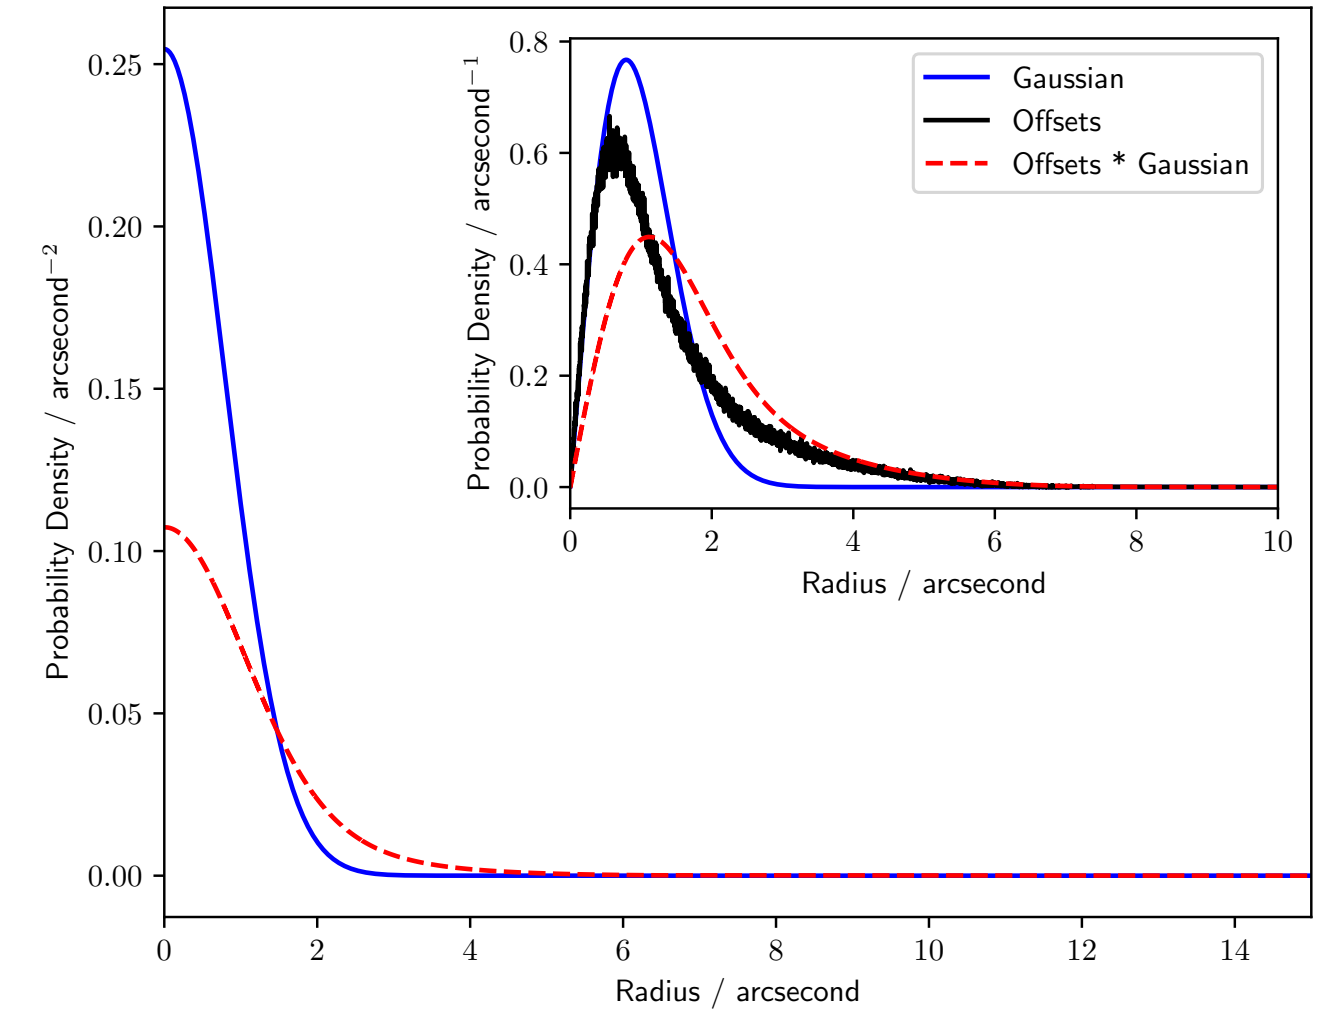 Probability Density / arcsecond⁻²
0.25
0.20
0.15
0.10
0.05
0.00
0 2 4 6 8 10 12 14
Radius / arcsecond
Probability Density / arcsecond⁻¹
0.8
0.6
0.4
0.2
0.0
0 2 4 6 8 10
Radius / arcsecond
Gaussian
Offsets
Offsets * Gaussian